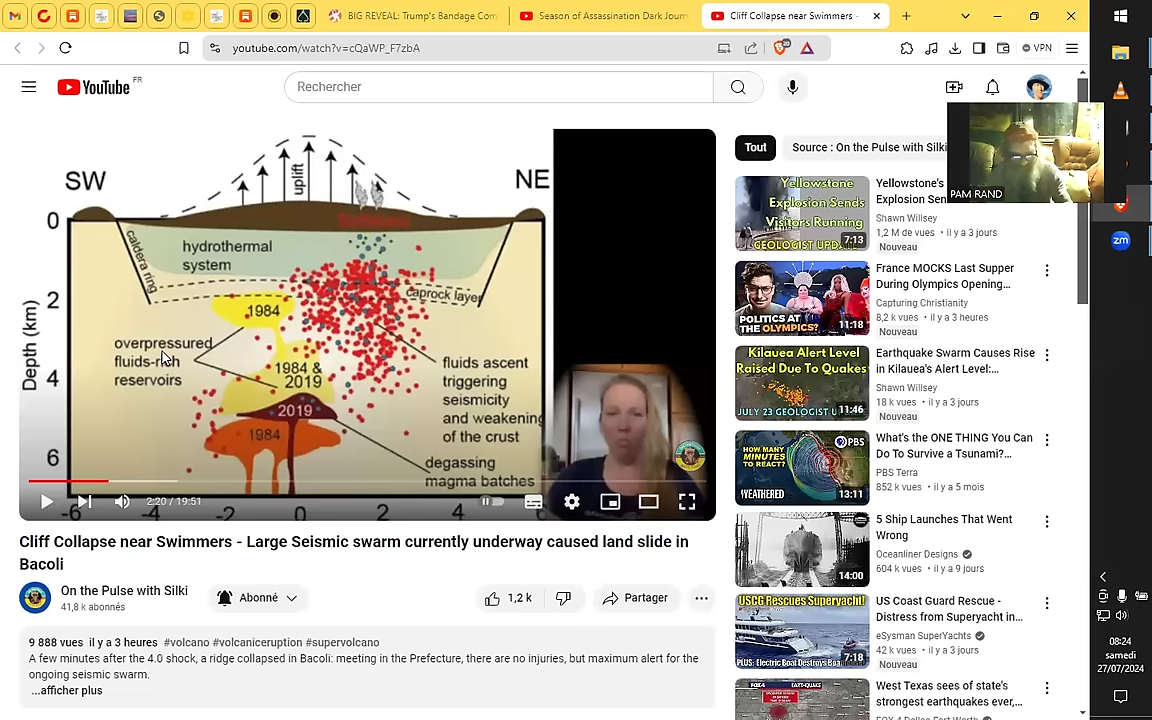 BIG REVEAL: Trump's Bandage Com
Season of Assassination Dark Journ
Cliff Collapse near Swimmers -
youtube.com/watch?v=cQaWP_F7zbA
VPN
YouTube FR
Rechercher
SW
NE
uplift
0
2
4
6
Depth (km)
caldera ring
hydrothermal
system
caprock layer
1984
overpressured
fluids-rich
reservoirs
1984 &
2019
2019
1984
fluids ascent
triggering
seismicity
and weakening
of the crust
degassing
magma batches
-6
-4
-2
0
2
4
2:20 / 19:51
Cliff Collapse near Swimmers - Large Seismic swarm currently underway caused land slide in
Bacoli
On the Pulse with Silki
41,8 k abonnés
Abonné
1,2 k
Partager
9 888 vues il y a 3 heures #volcano #volcaniceruption #supervolcano
A few minutes after the 4.0 shock, a ridge collapsed in Bacoli: meeting in the Prefecture, there are no injuries, but maximum alert for the
ongoing seismic swarm.
...afficher plus
Tout
Source : On the Pulse with Silki
PAM RAND
Yellowstone
Explosion Sends
Visitors Running
GEOLOGIST UPDA
7:13
Yellowstone's
Explosion Sen
Shawn Willsey
1,2 M de vues • il y a 3 jours
Nouveau
POLITICS AT
THE OLYMPICS?
11:18
France MOCKS Last Supper
During Olympics Opening...
Capturing Christianity
8,2 k vues • il y a 3 heures
Nouveau
Kilauea Alert Level
Raised Due To Quakes
JULY 23 GEOLOGIST U
11:46
Earthquake Swarm Causes Rise
in Kilauea's Alert Level:...
Shawn Willsey
18 k vues • il y a 3 jours
Nouveau
HOW MANY
MINUTES
TO REACT?
PBS
WEATHERED
13:11
What's the ONE THING You Can
Do To Survive a Tsunami?...
PBS Terra
852 k vues • il y a 5 mois
14:00
5 Ship Launches That Went
Wrong
Oceanliner Designs
604 k vues • il y a 9 jours
USCG Rescues Superyacht!
PLUS: Electric Boat Destroys Boa
7:18
US Coast Guard Rescue -
Distress from Superyacht in...
eSysman SuperYachts
42 k vues • il y a 3 jours
Nouveau
West Texas sees of state's
strongest earthquakes ever,...
zm
08:24
samedi
27/07/2024